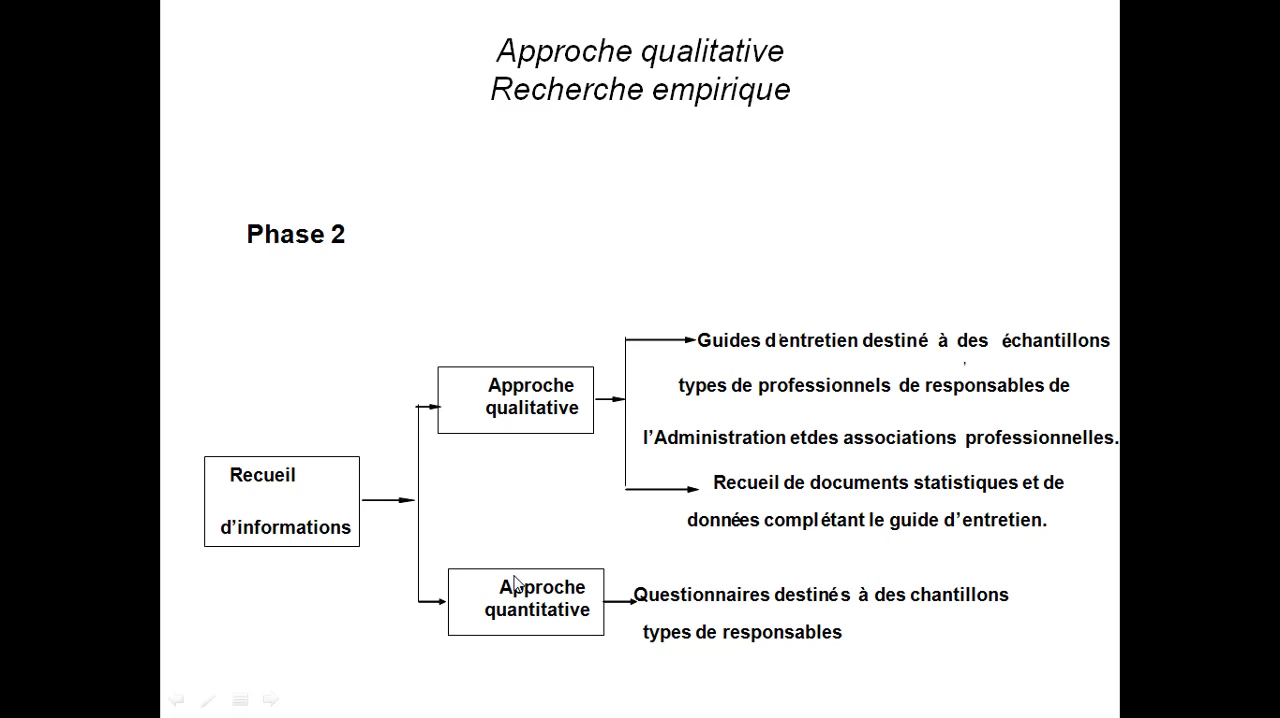 Approche qualitative
Recherche empirique
Phase 2
Guides d'entretien destiné à des échantillons
types de professionnels de responsables de
l'Administration etdes associations professionnelles.
Approche
qualitative
Recueil de documents statistiques et de
données complétant le guide d'entretien.
Recueil
d'informations
Approche
quantitative
Questionnaires destinés à des chantillons
types de responsables